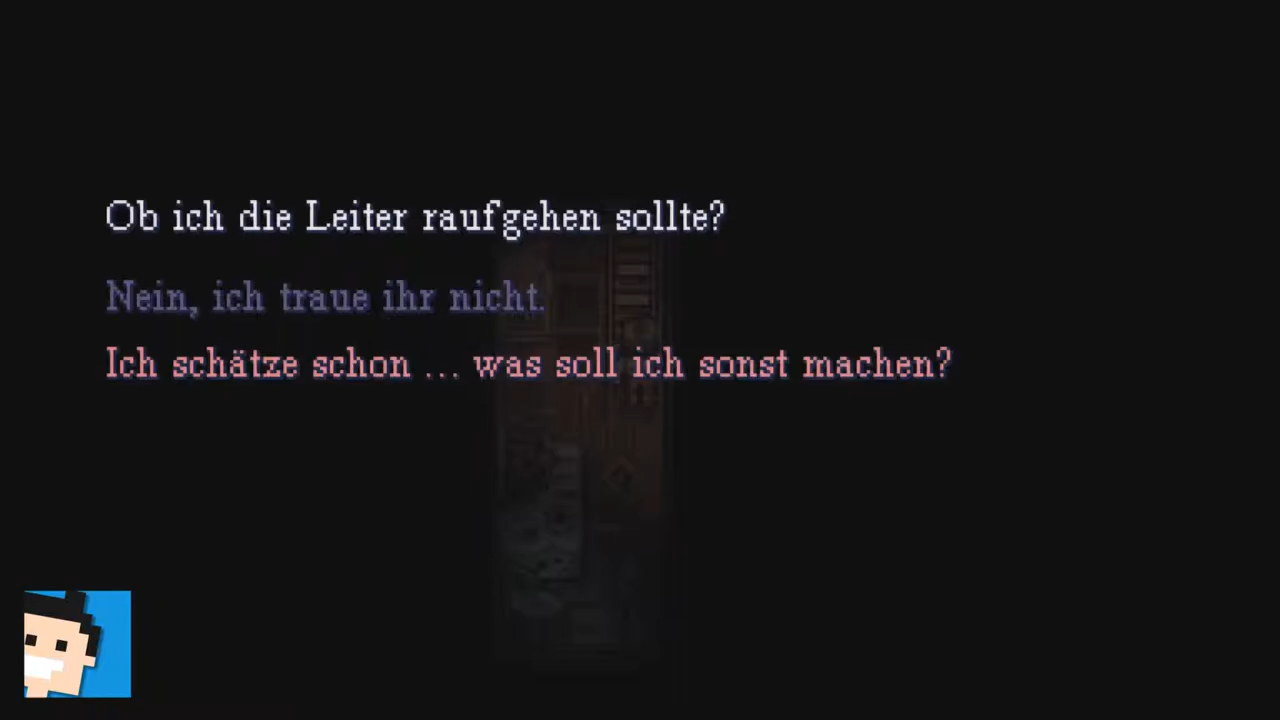 Ob ich die Leiter raufgehen sollte?
Nein, ich traue ihr nicht.
Ich schätze schon ... was soll ich sonst machen?